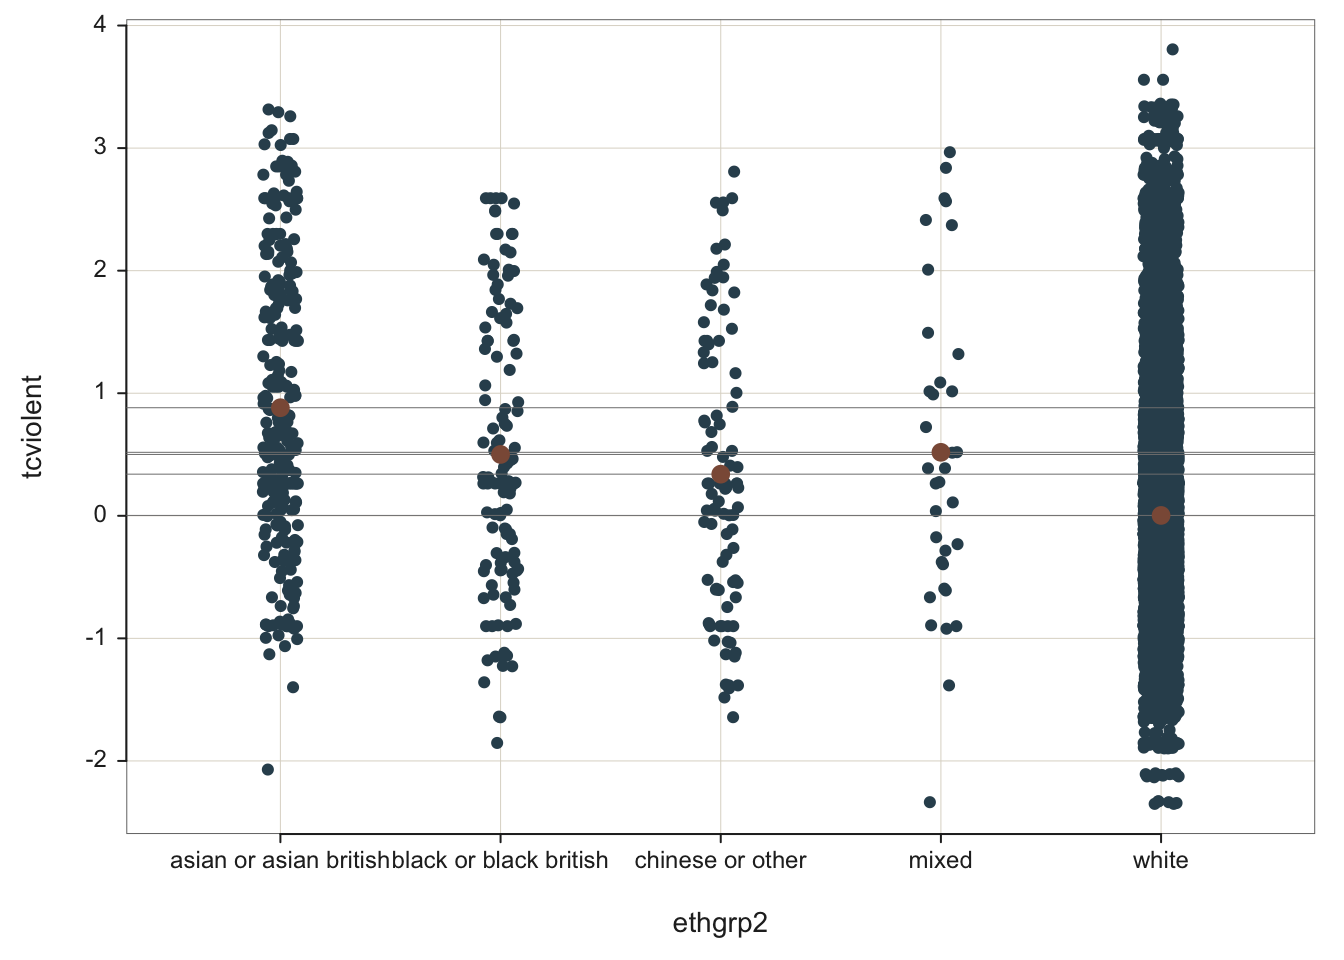 4
3
2
1
0
-1
-2
tcviolent
asian or asian british
black or black british
chinese or other
mixed
white
ethgrp2